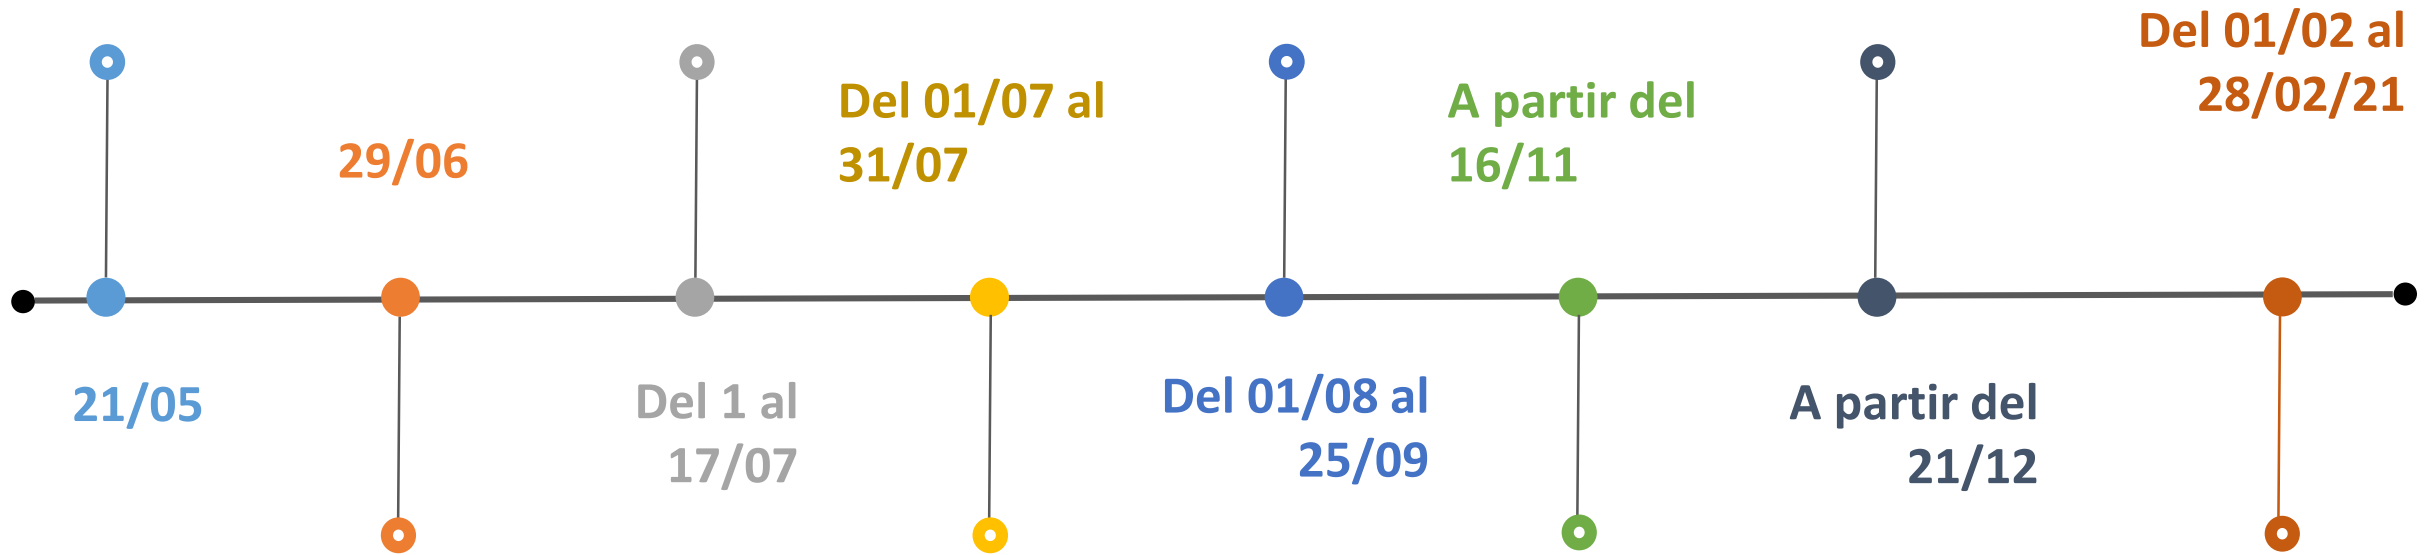 21/05
29/06
Del 1 al
17/07
Del 01/07 al
31/07
Del 01/08 al
25/09
A partir del
16/11
A partir del
21/12
Del 01/02 al
28/02/21